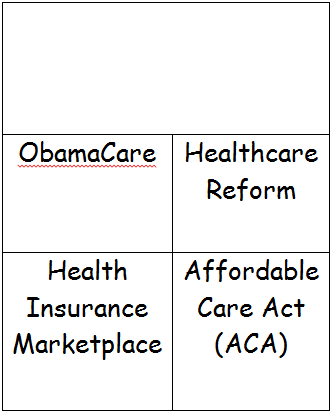 ObamaCare
Healthcare
Reform
Health
Insurance
Marketplace
Affordable
Care Act
(ACA)